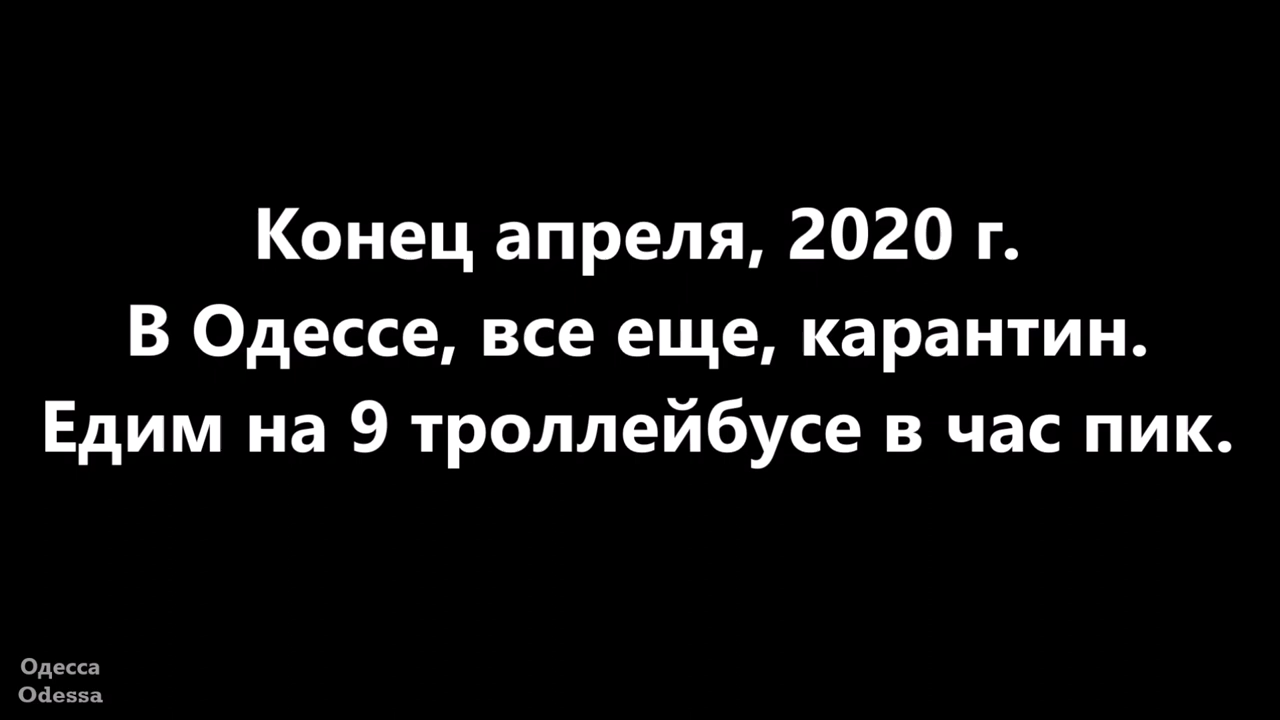 Конец апреля, 2020 г.
В Одессе, все еще, карантин.
Едим на 9 троллейбусе в час пик.
Одесса
Odessa